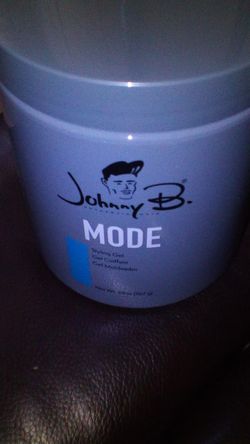 Johnny B.
MODE
Styling Gel
Gel Coiffant
Gel Moldeador